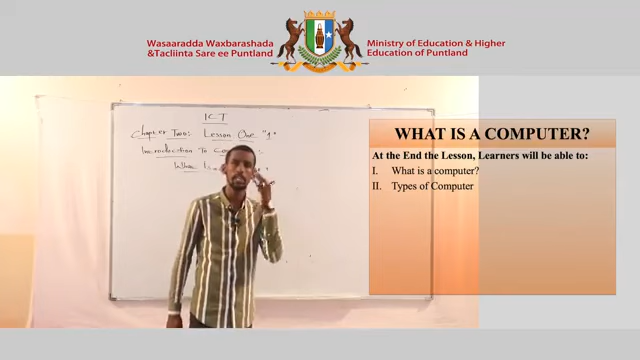 Wasaaradda Waxbarashada
&Tacliinta Sare ee Puntland
Ministry of Education & Higher
Education of Puntland
ICT
Chapter Two: Lesson One "1"
Introduction To
What
WHAT IS A COMPUTER?
At the End the Lesson, Learners will be able to:
I. What is a computer?
II. Types of Computer